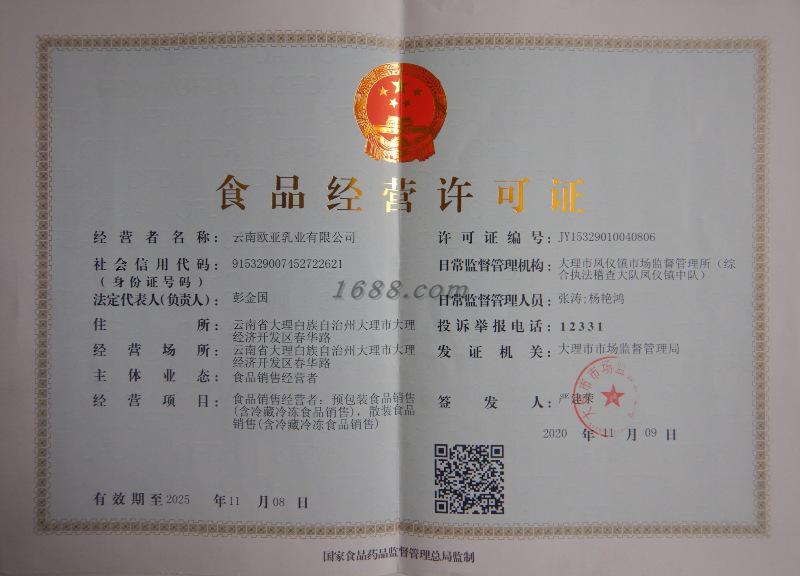 食品经营许可证
经营者名称：云南欧亚乳业有限公司
社会信用代码：915329007452722621
（身份证号码）
法定代表人(负责人)：彭金国
住所：云南省大理白族自治州大理市大理
经济开发区春华路
经营场所：云南省大理白族自治州大理市大理
经济开发区春华路
主体业态：食品销售经营者
经营项目：食品销售经营者：预包装食品销售
(含冷藏冷冻食品销售)，散装食品
销售(含冷藏冷冻食品销售)
有效期至2025 年11 月08 日
许可证编号：JY15329010040806
日常监督管理机构：大理市凤仪镇市场监督管理所（综
合执法稽查大队凤仪镇中队）
日常监督管理人员：张涛;杨艳鸿
投诉举报电话：12331
发证机关：大理市市场监督管理局
签发人：严建荣
2020 年 11 月 09 日
国家食品药品监督管理总局监制
1688.com